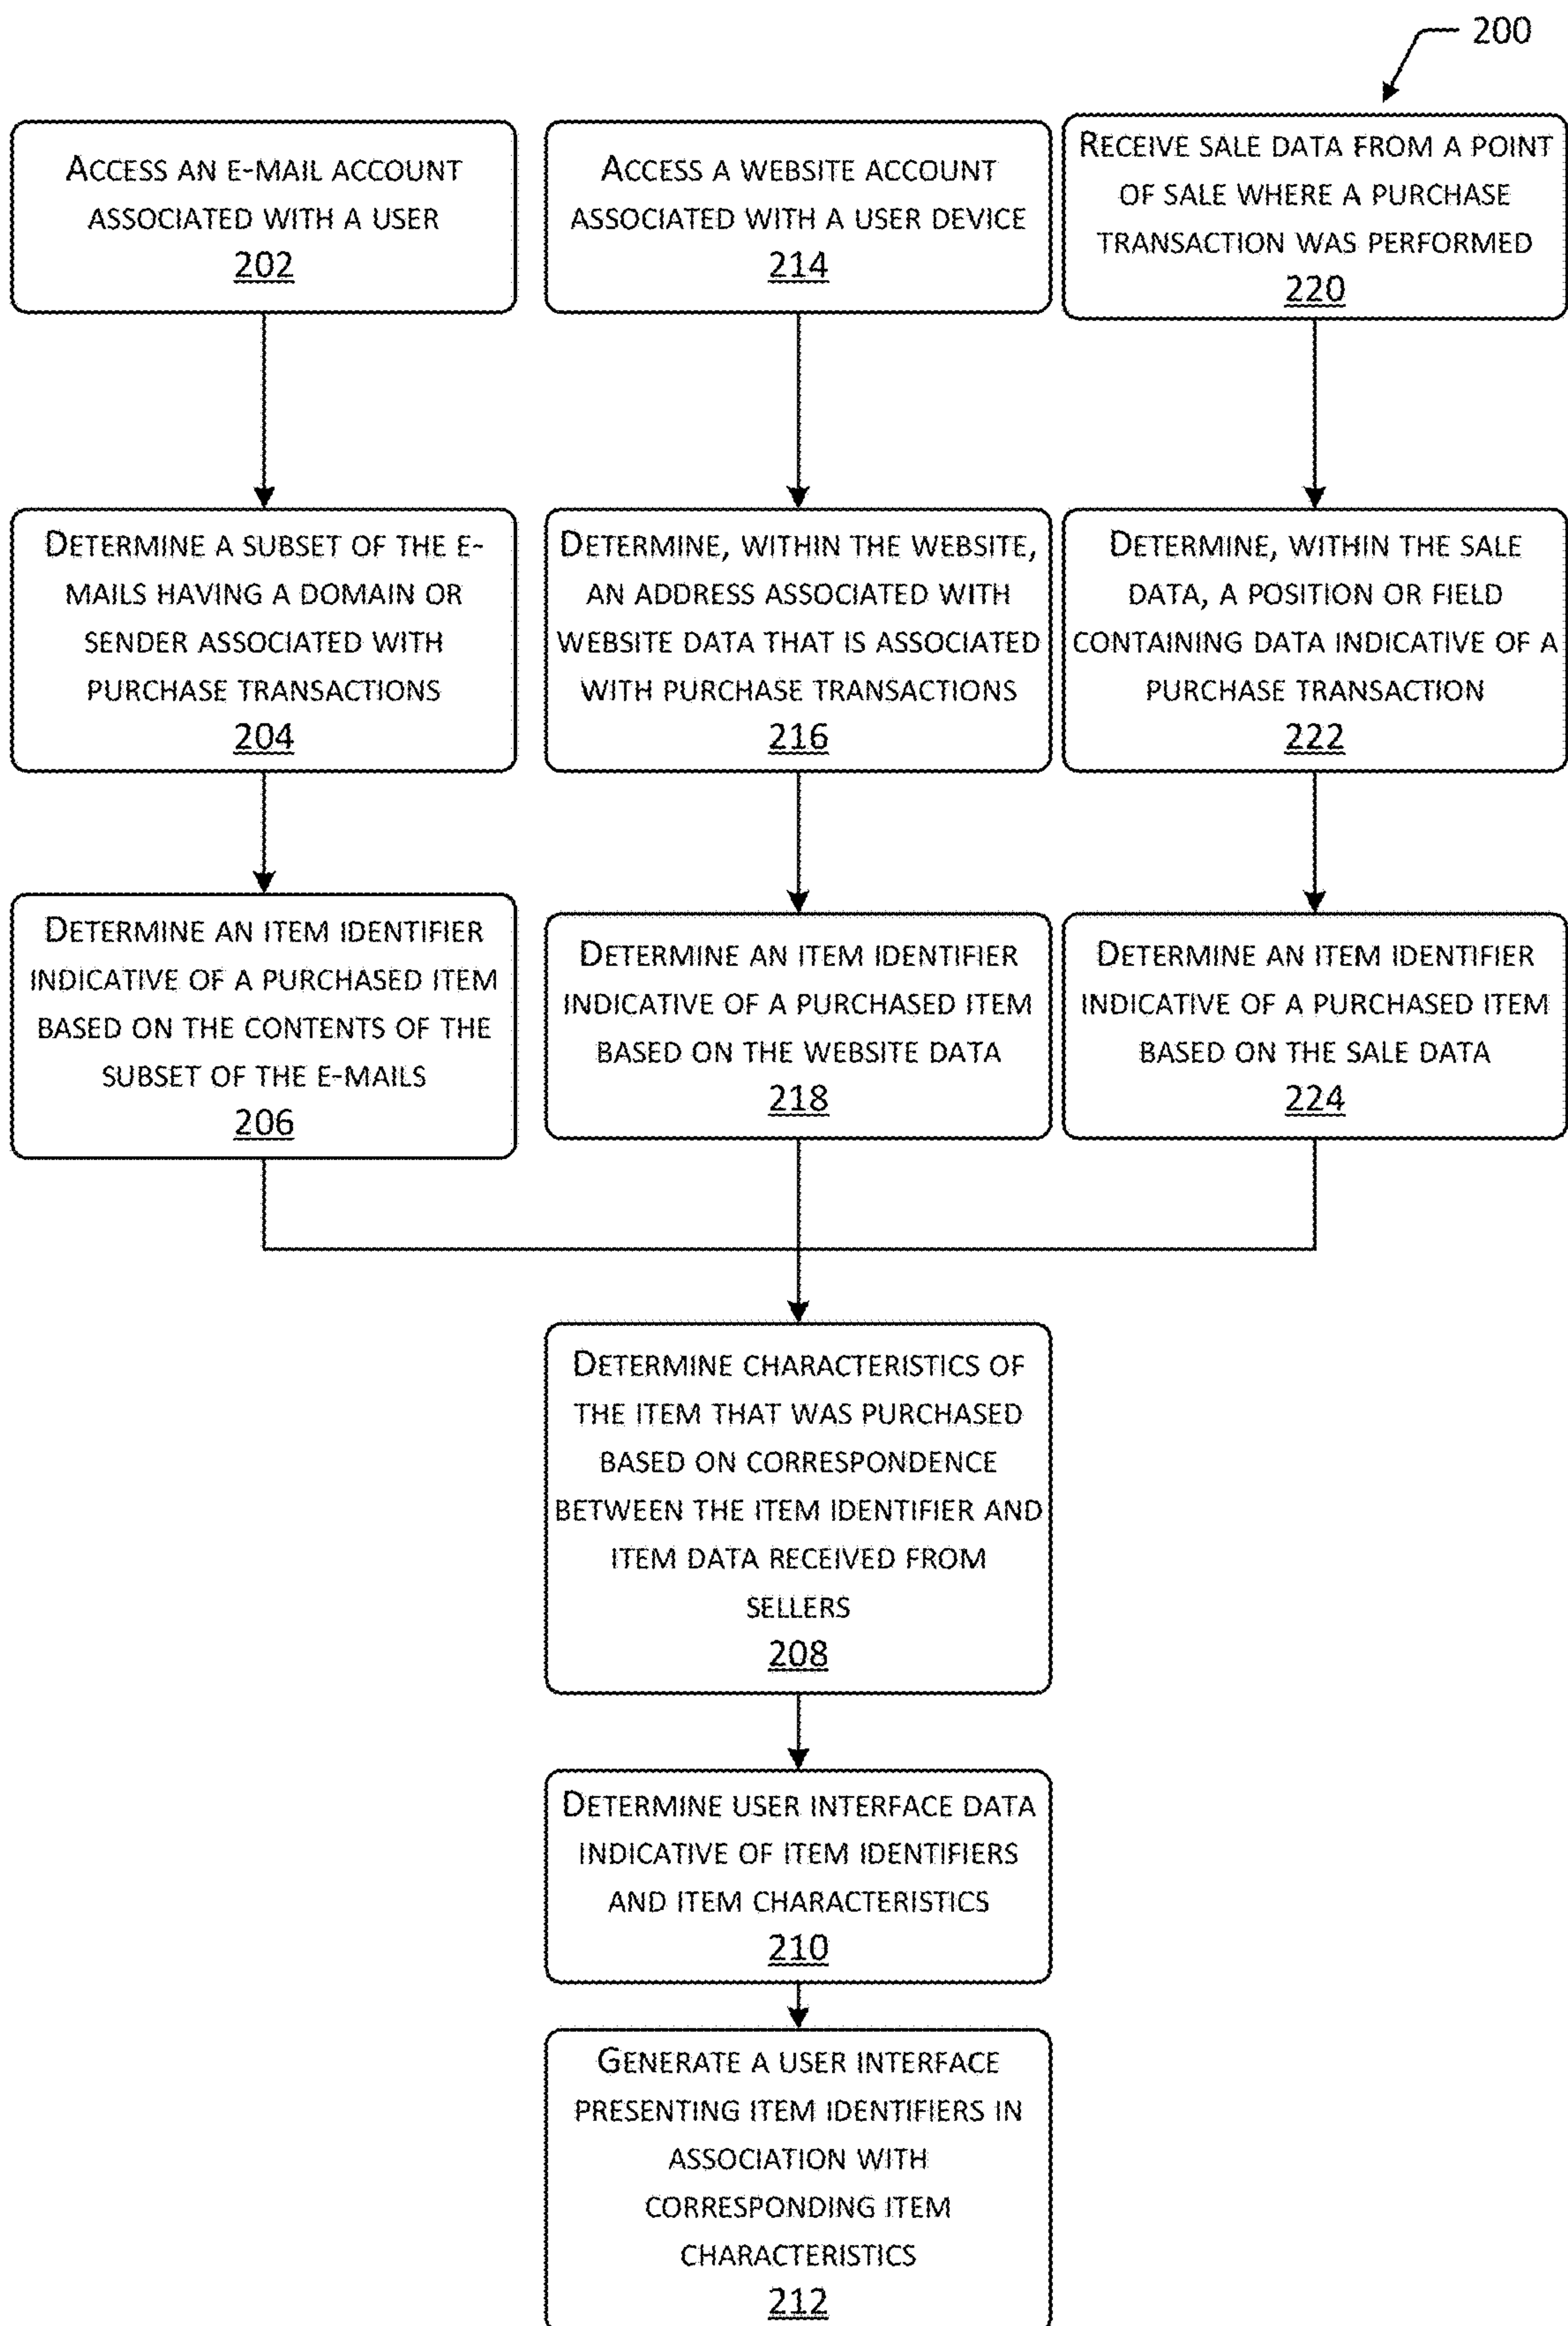 200
ACCESS AN E-MAIL ACCOUNT
ASSOCIATED WITH A USER
202
DETERMINE A SUBSET OF THE E-
MAILS HAVING A DOMAIN OR
SENDER ASSOCIATED WITH
PURCHASE TRANSACTIONS
204
DETERMINE AN ITEM IDENTIFIER
INDICATIVE OF A PURCHASED ITEM
BASED ON THE CONTENTS OF THE
SUBSET OF THE E-MAILS
206
ACCESS A WEBSITE ACCOUNT
ASSOCIATED WITH A USER DEVICE
214
DETERMINE, WITHIN THE WEBSITE,
AN ADDRESS ASSOCIATED WITH
WEBSITE DATA THAT IS ASSOCIATED
WITH PURCHASE TRANSACTIONS
216
DETERMINE AN ITEM IDENTIFIER
INDICATIVE OF A PURCHASED ITEM
BASED ON THE WEBSITE DATA
218
RECEIVE SALE DATA FROM A POINT
OF SALE WHERE A PURCHASE
TRANSACTION WAS PERFORMED
220
DETERMINE, WITHIN THE SALE
DATA, A POSITION OR FIELD
CONTAINING DATA INDICATIVE OF A
PURCHASE TRANSACTION
222
DETERMINE AN ITEM IDENTIFIER
INDICATIVE OF A PURCHASED ITEM
BASED ON THE SALE DATA
224
DETERMINE CHARACTERISTICS OF
THE ITEM THAT WAS PURCHASED
BASED ON CORRESPONDENCE
BETWEEN THE ITEM IDENTIFIER AND
ITEM DATA RECEIVED FROM
SELLERS
208
DETERMINE USER INTERFACE DATA
INDICATIVE OF ITEM IDENTIFIERS
AND ITEM CHARACTERISTICS
210
GENERATE A USER INTERFACE
PRESENTING ITEM IDENTIFIERS IN
ASSOCIATION WITH
CORRESPONDING ITEM
CHARACTERISTICS
212